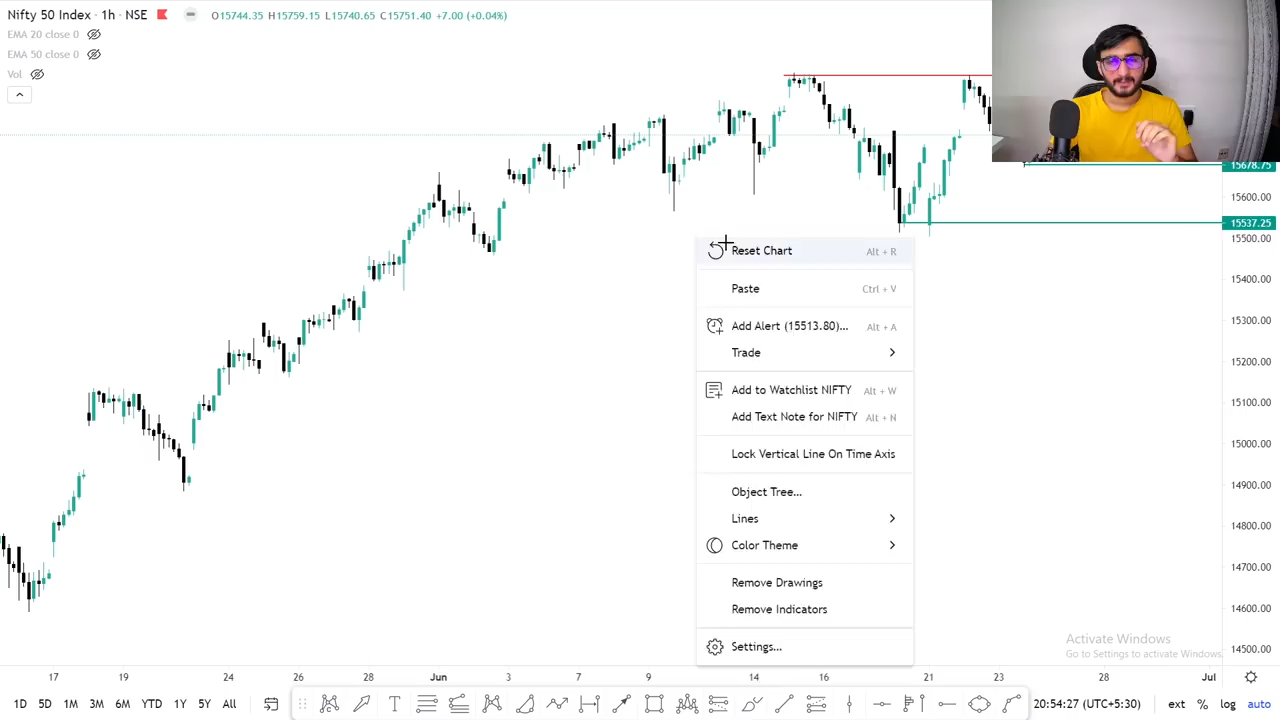 Nifty 50 Index · 1h · NSE O15744.35 H15759.15 L15740.65 C15751.40 +7.00 (+0.04%)
EMA 20 close 0
EMA 50 close 0
Vol
15678.75
15600.00
15537.25
15500.00
15400.00
15300.00
15200.00
15100.00
15000.00
14900.00
14800.00
14700.00
14600.00
14500.00
Reset Chart Alt + R
Paste Ctrl + V
Add Alert (15513.80)... Alt + A
Trade
Add to Watchlist NIFTY Alt + W
Add Text Note for NIFTY Alt + N
Lock Vertical Line On Time Axis
Object Tree...
Lines
Color Theme
Remove Drawings
Remove Indicators
Settings...
Activate Windows
Go to Settings to activate Windows.
17 19 24 26 28 Jun 3 7 9 14 16 21 23 28 Jul
1D 5D 1M 3M 6M YTD 1Y 5Y All T 20:54:27 (UTC+5:30) ext % log auto